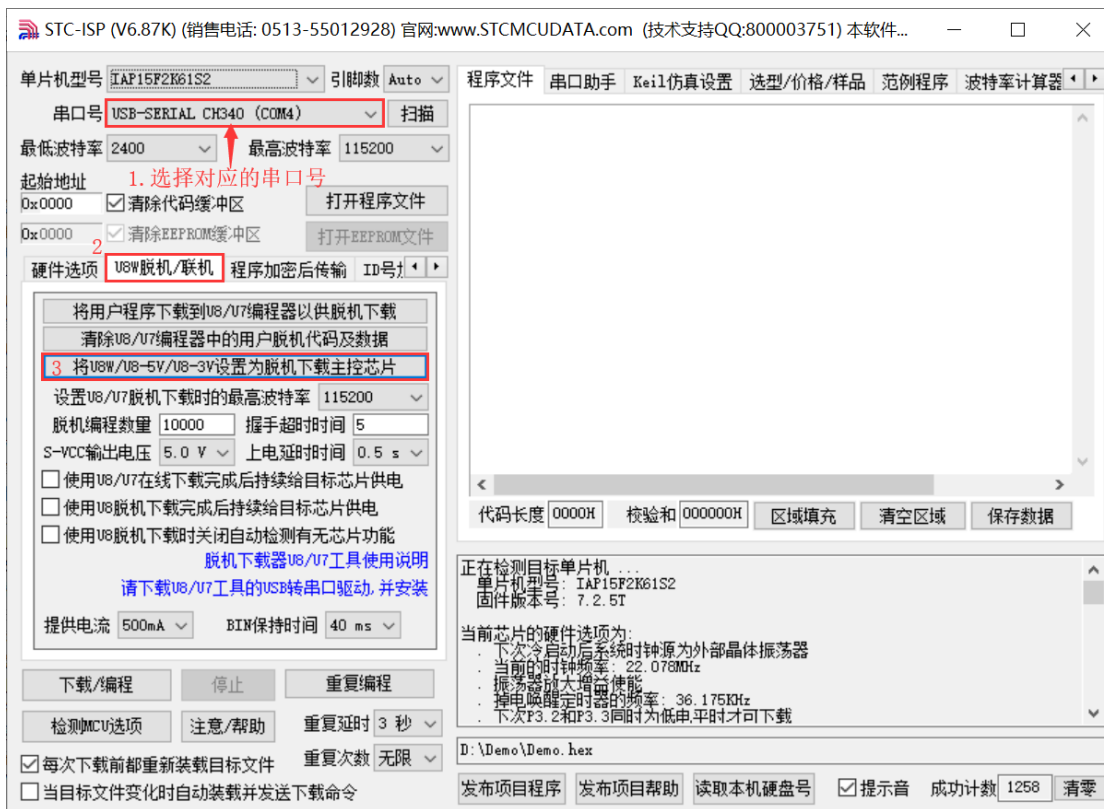 STC-ISP (V6.87K) (销售电话: 0513-55012928) 官网:www.STCMCUDATA.com (技术支持QQ:800003751) 本软件...
单片机型号 IAP15F2K61S2 引脚数 Auto
串口号 USB-SERIAL CH340 (COM4) 扫描
最低波特率 2400 最高波特率 115200
1.选择对应的串口号
起始地址
0x0000 清除代码缓冲区 打开程序文件
0x0000 清除EEPROM缓冲区 打开EEPROM文件
2
硬件选项 U8W脱机/联机 程序加密后传输 ID号
将用户程序下载到U8/U7编程器以供脱机下载
清除U8/U7编程器中的用户脱机代码及数据
3 将U8W/U8-5V/U8-3V设置为脱机下载主控芯片
设置U8/U7脱机下载时的最高波特率 115200
脱机编程数量 10000 握手超时时间 5
S-VCC输出电压 5.0 V 上电延时时间 0.5 s
使用U8/U7在线下载完成后持续给目标芯片供电
使用U8脱机下载完成后持续给目标芯片供电
使用U8脱机下载时关闭自动检测有无芯片功能
脱机下载器U8/U7工具使用说明
请下载U8/U7工具的USB转串口驱动,并安装
提供电流 500mA BIN保持时间 40 ms
下载/编程 停止 重复编程
检测MCU选项 注意/帮助 重复延时 3 秒
重复次数 无限
每次下载前都重新装载目标文件
当目标文件变化时自动装载并发送下载命令
程序文件 串口助手 Keil仿真设置 选型/价格/样品 范例程序 波特率计算器
代码长度 0000H 校验和 000000H 区域填充 清空区域 保存数据
正在检测目标单片机 ...
单片机型号: IAP15F2K61S2
固件版本号: 7.2.5T
当前芯片的硬件选项为:
. 下次冷启动后系统时钟源为外部晶体振荡器
. 当前的时钟频率: 22.078MHz
. 振荡器放大增益使能
. 掉电唤醒定时器的频率: 36.175KHz
. 下次P3.2和P3.3同时为低电平时才可下载
D:\Demo\Demo.hex
发布项目程序 发布项目帮助 读取本机硬盘号 提示音 成功计数 1258 清零